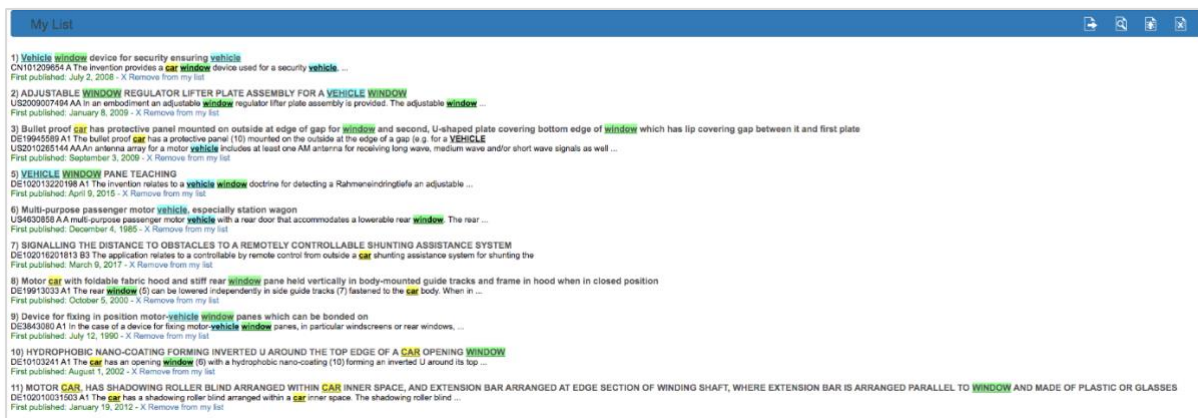 My List
1) Vehicle window device for security ensuring vehicle
CN101209654 A The invention provides a car window device used for a security vehicle, ...
First published: July 2, 2008 - X Remove from my list
2) ADJUSTABLE WINDOW REGULATOR LIFTER PLATE ASSEMBLY FOR A VEHICLE WINDOW
US2009007494 AA In an embodiment an adjustable window regulator lifter plate assembly is provided. The adjustable window ...
First published: January 8, 2009 - X Remove from my list
3) Bullet proof car has protective panel mounted on outside at edge of gap for window and second, U-shaped plate covering bottom edge of window which has lip covering gap between it and first plate
DE19945589 A1 The bullet proof car has a protective panel (10) mounted on the outside at the edge of a gap (e.g. for a VEHICLE
US2010265144 AA An antenna array for a motor vehicle includes at least one AM antenna for receiving long wave, medium wave and/or short wave signals as well ...
First published: September 3, 2009 - X Remove from my list
5) VEHICLE WINDOW PANE TEACHING
DE102013220198 A1 The invention relates to a vehicle window doctrine for detecting a Rahmeneindringtiefe an adjustable ...
First published: April 9, 2015 - X Remove from my list
6) Multi-purpose passenger motor vehicle, especially station wagon
US4630858 A A multi-purpose passenger motor vehicle with a rear door that accommodates a lowerable rear window. The rear ...
First published: December 4, 1985 - X Remove from my list
7) SIGNALLING THE DISTANCE TO OBSTACLES TO A REMOTELY CONTROLLABLE SHUNTING ASSISTANCE SYSTEM
DE102016201813 B3 The application relates to a controllable by remote control from outside a car shunting assistance system for shunting the
First published: March 9, 2017 - X Remove from my list
8) Motor car with foldable fabric hood and stiff rear window pane held vertically in body-mounted guide tracks and frame in hood when in closed position
DE19913033 A1 The rear window (5) can be lowered independently in side guide tracks (7) fastened to the car body. When in ...
First published: October 5, 2000 - X Remove from my list
9) Device for fixing in position motor-vehicle window panes which can be bonded on
DE3843060 A1 In the case of a device for fixing motor-vehicle window panes, in particular windscreens or rear windows, ...
First published: July 12, 1990 - X Remove from my list
10) HYDROPHOBIC NANO-COATING FORMING INVERTED U AROUND THE TOP EDGE OF A CAR OPENING WINDOW
DE10103241 A1 The car has an opening window (6) with a hydrophobic nano-coating (10) forming an inverted U around its top ...
First published: August 1, 2002 - X Remove from my list
11) MOTOR CAR, HAS SHADOWING ROLLER BLIND ARRANGED WITHIN CAR INNER SPACE, AND EXTENSION BAR ARRANGED AT EDGE SECTION OF WINDING SHAFT, WHERE EXTENSION BAR IS ARRANGED PARALLEL TO WINDOW AND MADE OF PLASTIC OR GLASSES
DE102010031503 A1 The car has a shadowing roller blind arranged within a car inner space. The shadowing roller blind ...
First published: January 19, 2012 - X Remove from my list